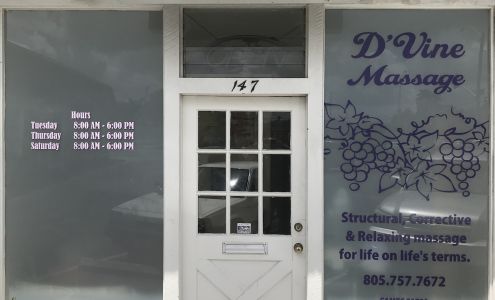 147
Hours
Tuesday 8:00 AM - 6:00 PM
Thursday 8:00 AM - 6:00 PM
Saturday 8:00 AM - 6:00 PM
D'Vine
Massage
Structural, Corrective
& Relaxing massage
for life on life's terms.
805.757.7672